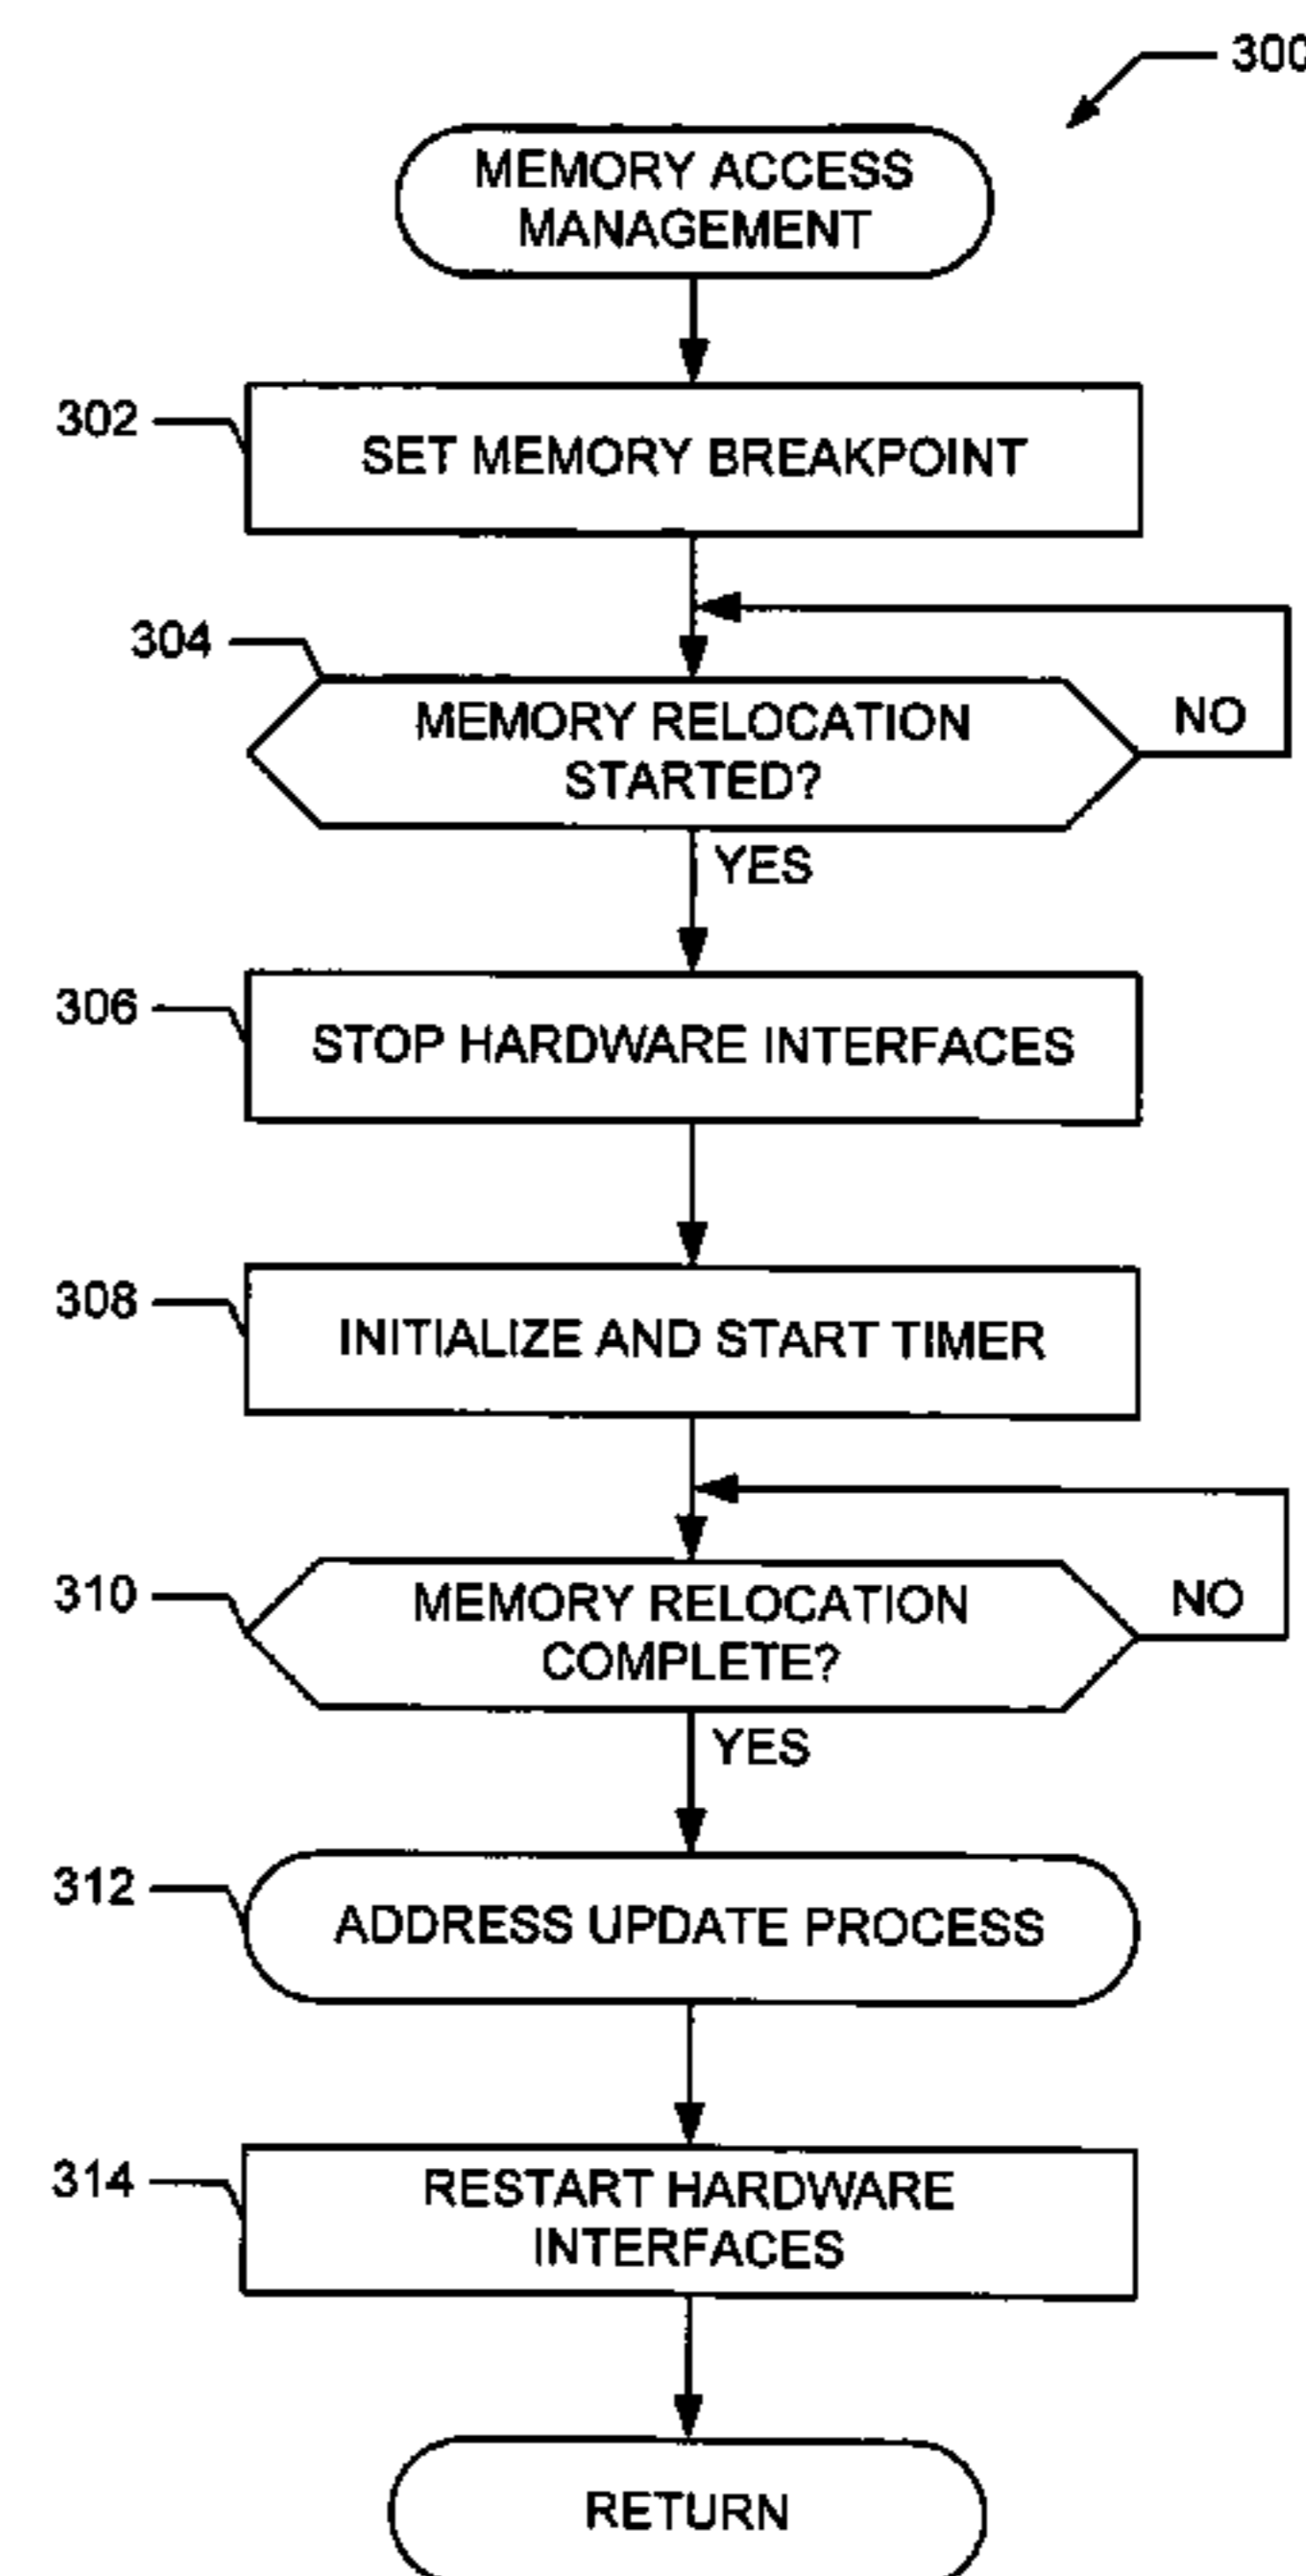 300
MEMORY ACCESS
MANAGEMENT
302
SET MEMORY BREAKPOINT
304
MEMORY RELOCATION
STARTED?
NO
YES
306
STOP HARDWARE INTERFACES
308
INITIALIZE AND START TIMER
310
MEMORY RELOCATION
COMPLETE?
NO
YES
312
ADDRESS UPDATE PROCESS
314
RESTART HARDWARE
INTERFACES
RETURN